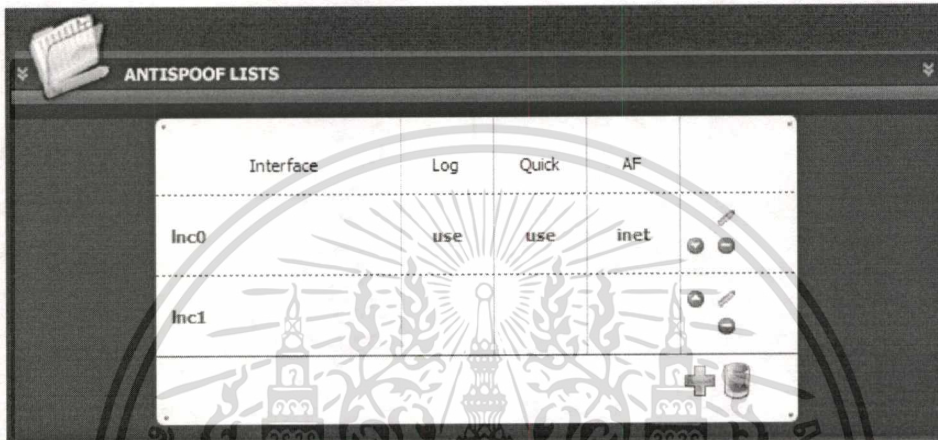 ANTISPOOF LISTS
Interface Log Quick AF
lnc0 use use inet
lnc1